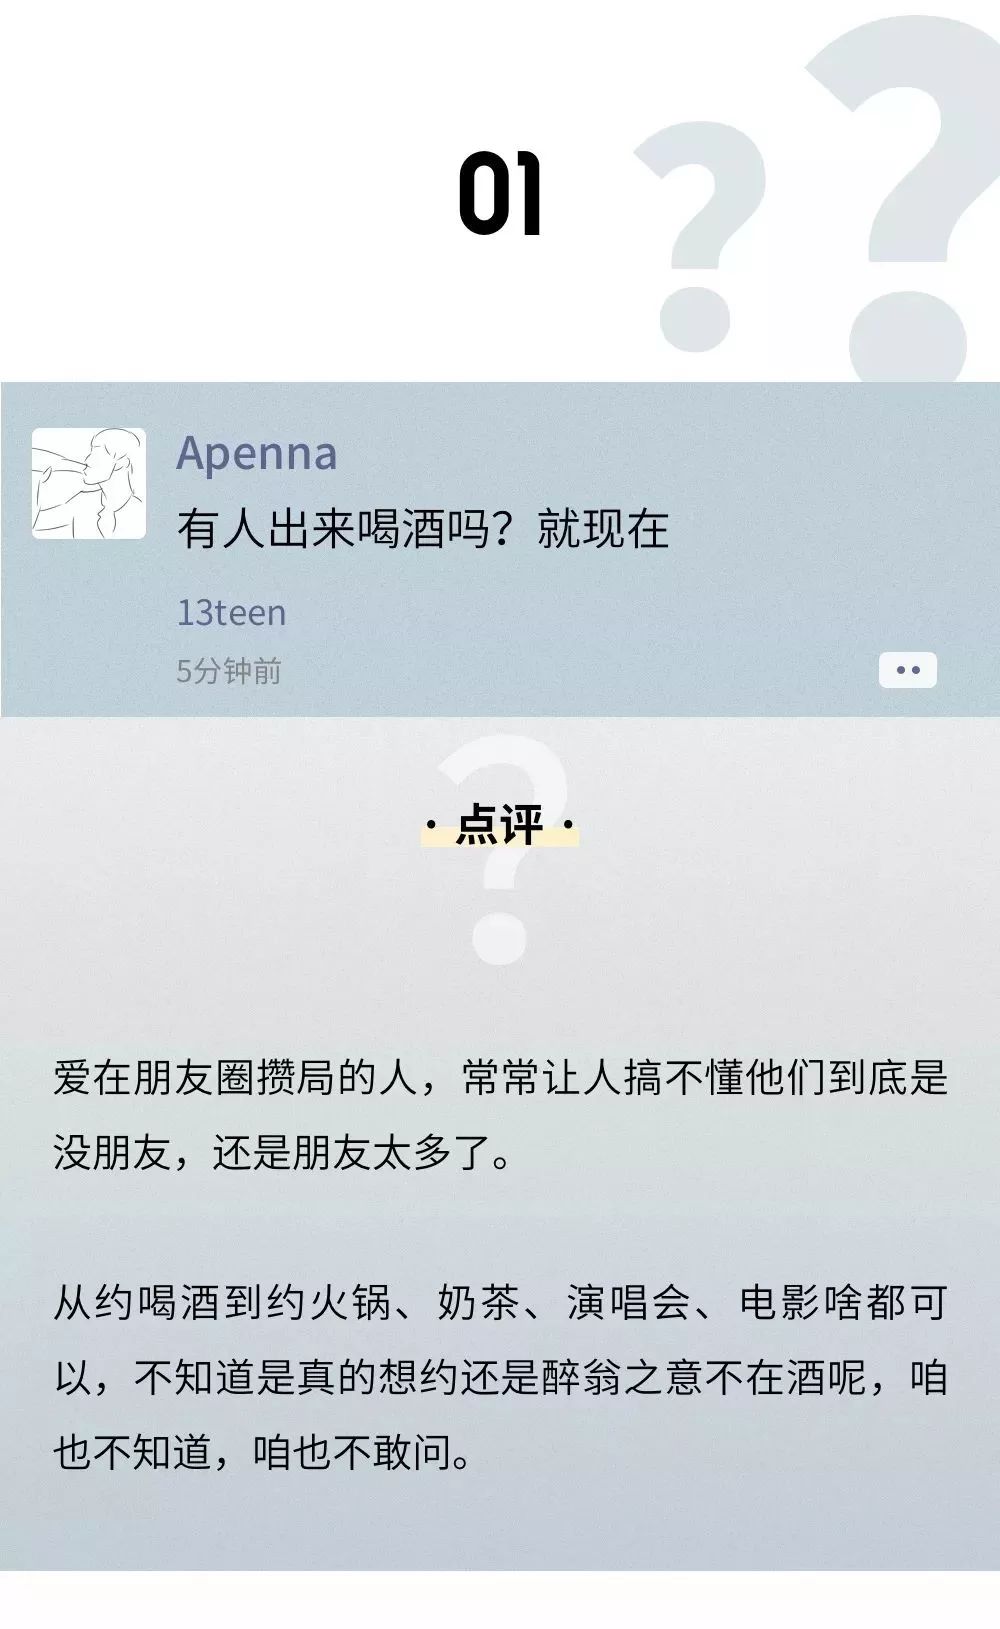 01
Apenna
有人出来喝酒吗？就现在
13teen
5分钟前
· 点评 ·
爱在朋友圈攒局的人，常常让人搞不懂他们到底是
没朋友，还是朋友太多了。
从约喝酒到约火锅、奶茶、演唱会、电影啥都可
以，不知道是真的想约还是醉翁之意不在酒呢，咱
也不知道，咱也不敢问。